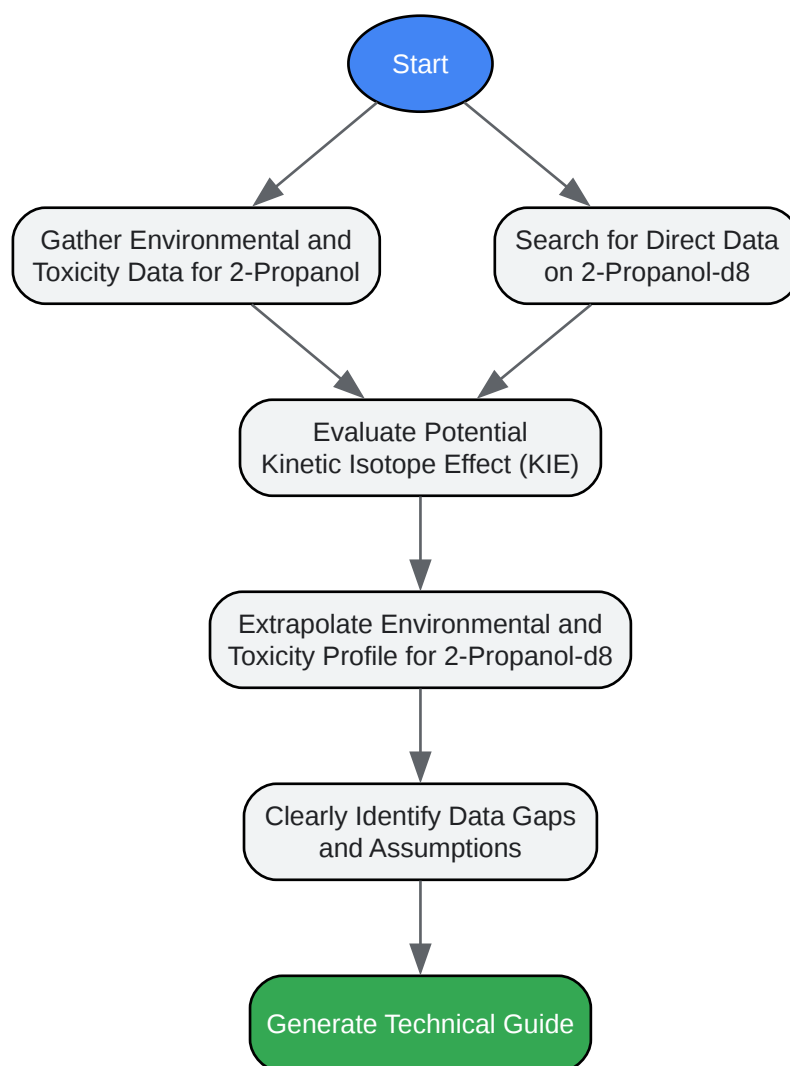 Start
Gather Environmental and
Toxicity Data for 2-Propanol
Search for Direct Data
on 2-Propanol-d8
Evaluate Potential
Kinetic Isotope Effect (KIE)
Extrapolate Environmental and
Toxicity Profile for 2-Propanol-d8
Clearly Identify Data Gaps
and Assumptions
Generate Technical Guide